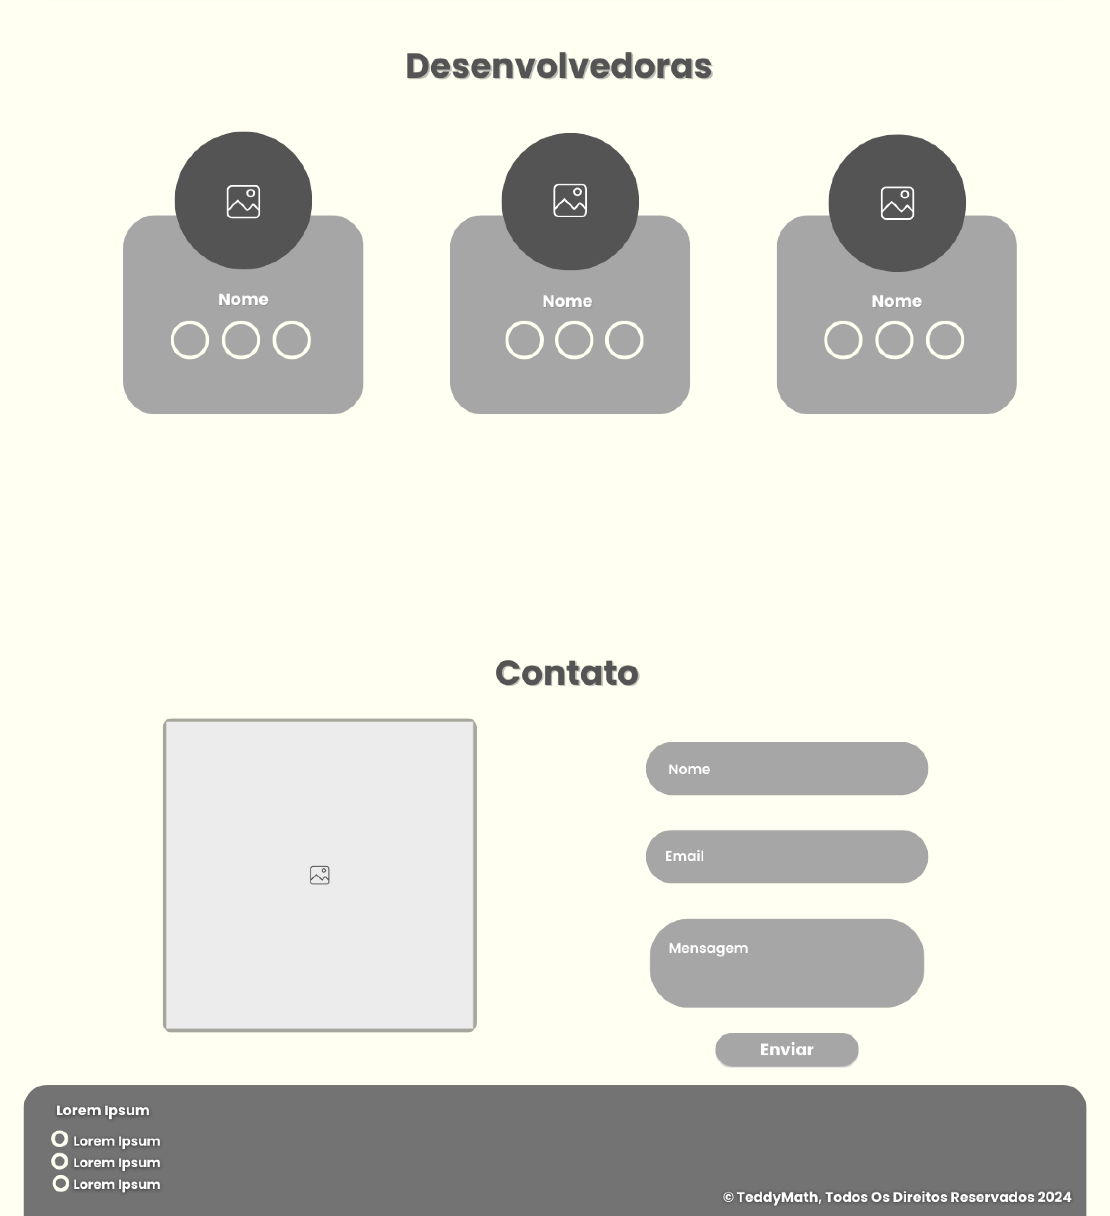 Desenvolvedoras
Nome
Nome
Nome
Contato
Nome
Email
Mensagem
Enviar
Lorem Ipsum
Lorem Ipsum
Lorem Ipsum
Lorem Ipsum
© TeddyMath, Todos Os Direitos Reservados 2024